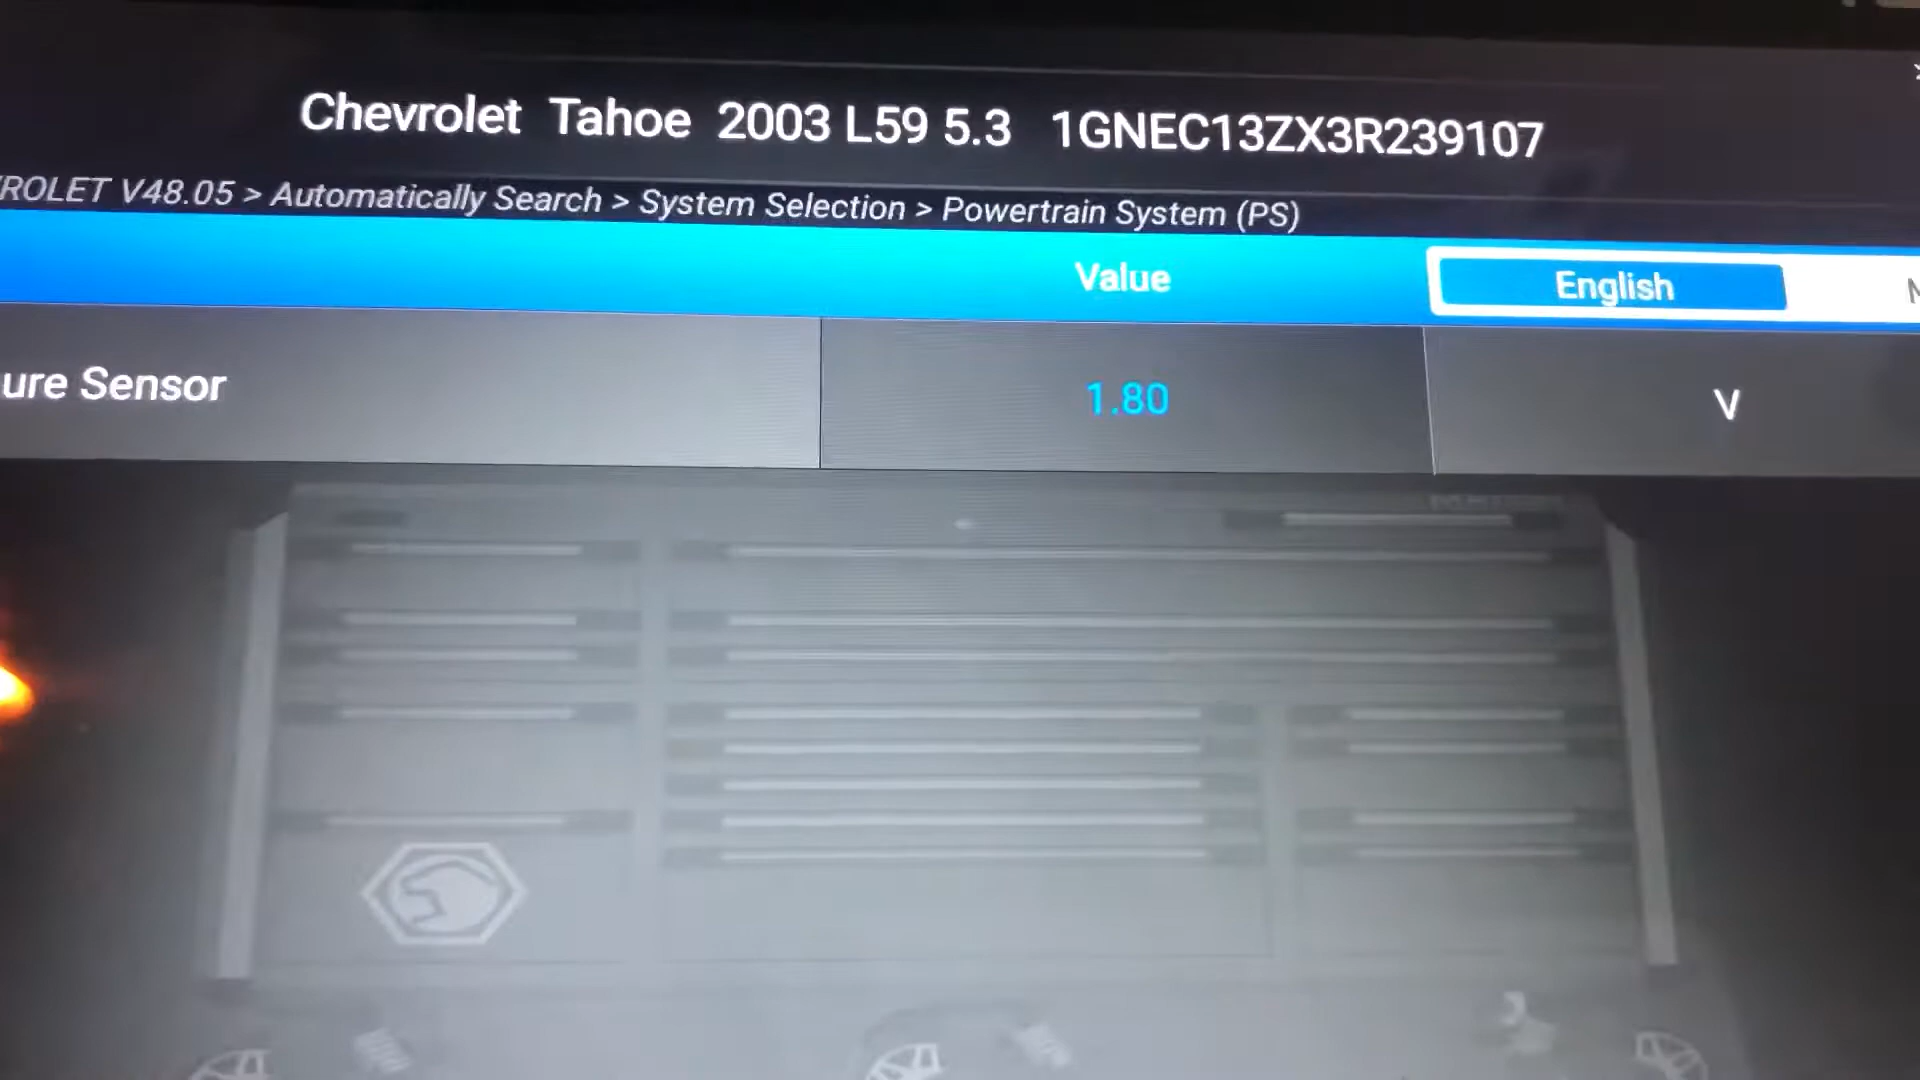 Chevrolet Tahoe 2003 L59 5.3 1GNEC13ZX3R239107
ROLET V48.05 > Automatically Search > System Selection > Powertrain System (PS)
Value English
ure Sensor 1.80 V